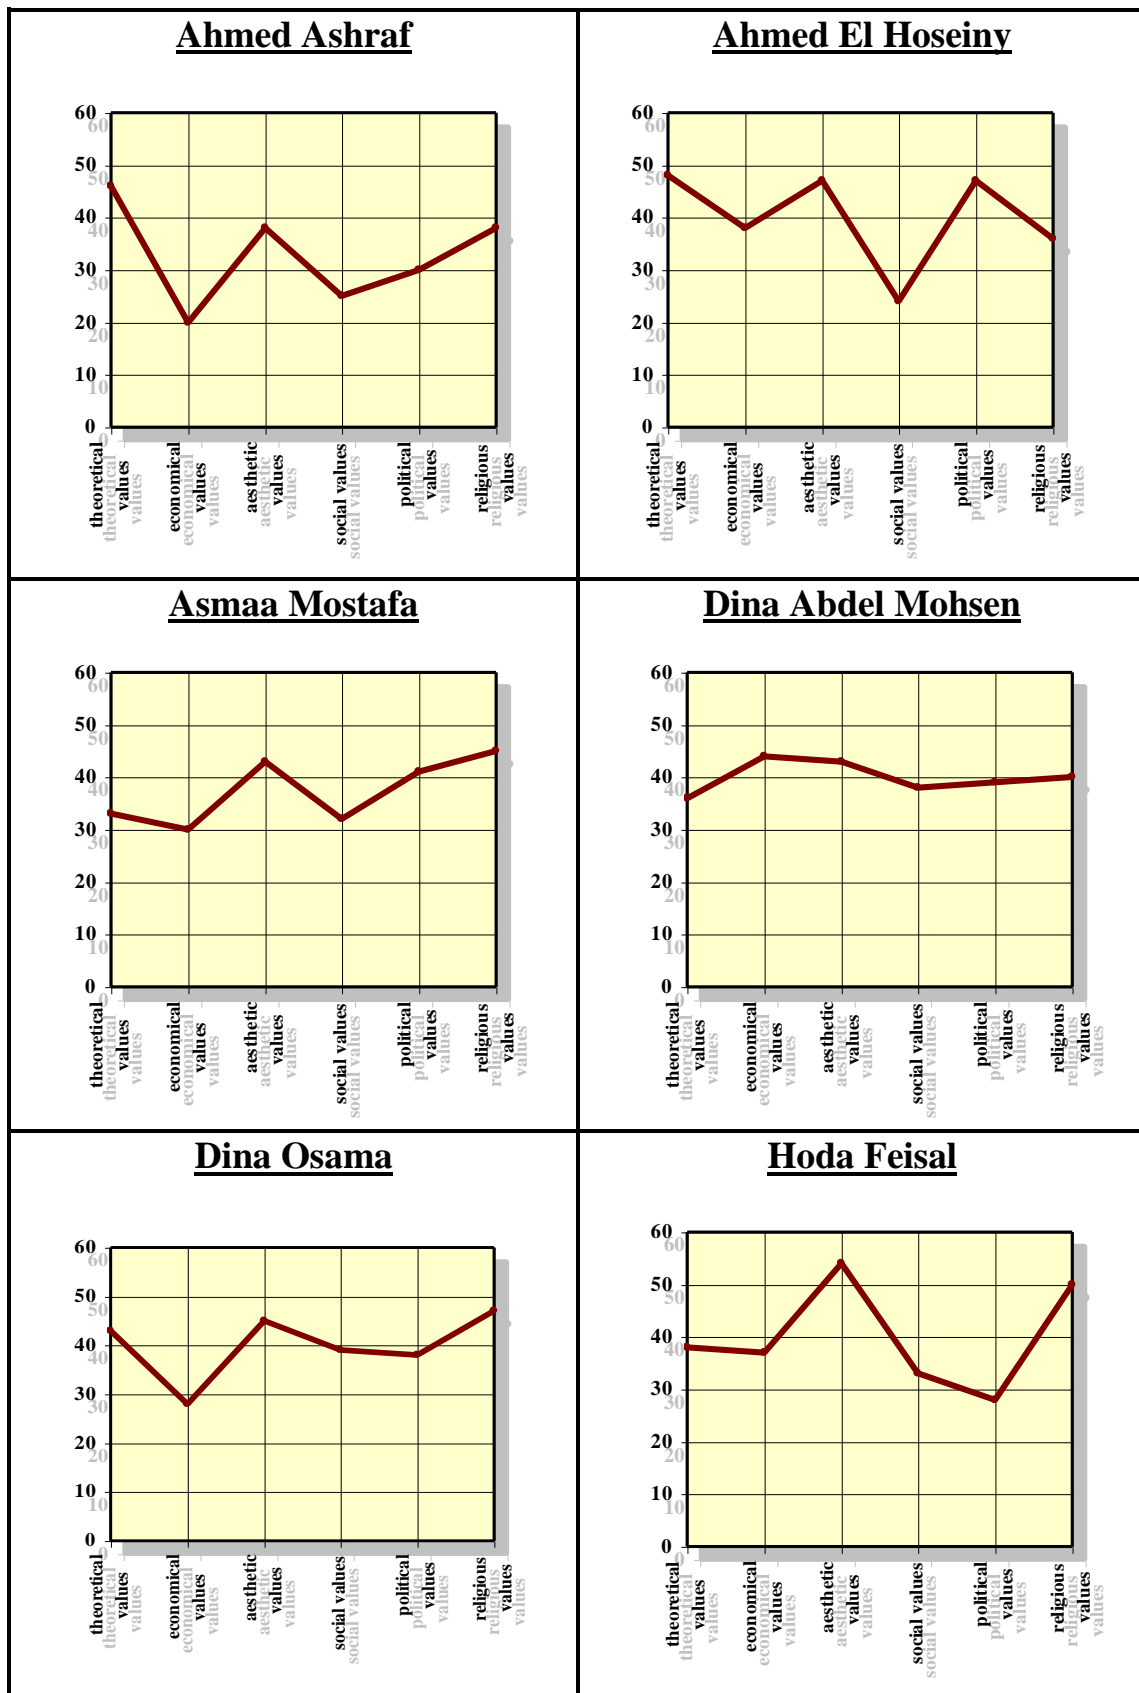 Ahmed Ashraf
60
50
40
30
20
10
0
theoretical
values
economical
values
aesthetic
values
social values
political
values
religious
values
Ahmed El Hoseiny
60
50
40
30
20
10
0
theoretical
values
economical
values
aesthetic
values
social values
political
values
religious
values
Asmaa Mostafa
60
50
40
30
20
10
0
theoretical
values
economical
values
aesthetic
values
social values
political
values
religious
values
Dina Abdel Mohsen
60
50
40
30
20
10
0
theoretical
values
economical
values
aesthetic
values
social values
political
values
religious
values
Dina Osama
60
50
40
30
20
10
0
theoretical
values
economical
values
aesthetic
values
social values
political
values
religious
values
Hoda Feisal
60
50
40
30
20
10
0
theoretical
values
economical
values
aesthetic
values
social values
political
values
religious
values